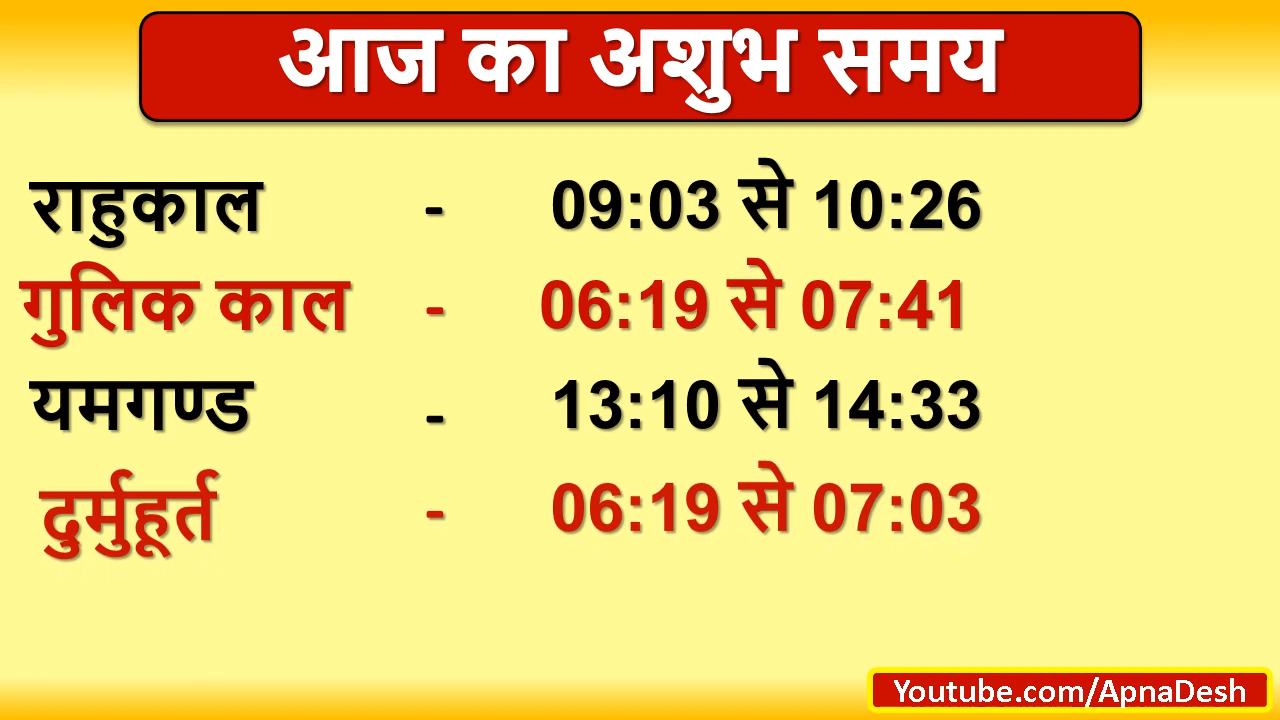 आज का अशुभ समय
राहुकाल - 09:03 से 10:26
गुलिक काल - 06:19 से 07:41
यमगण्ड - 13:10 से 14:33
दुर्मुहूर्त - 06:19 से 07:03
Youtube.com/ApnaDesh